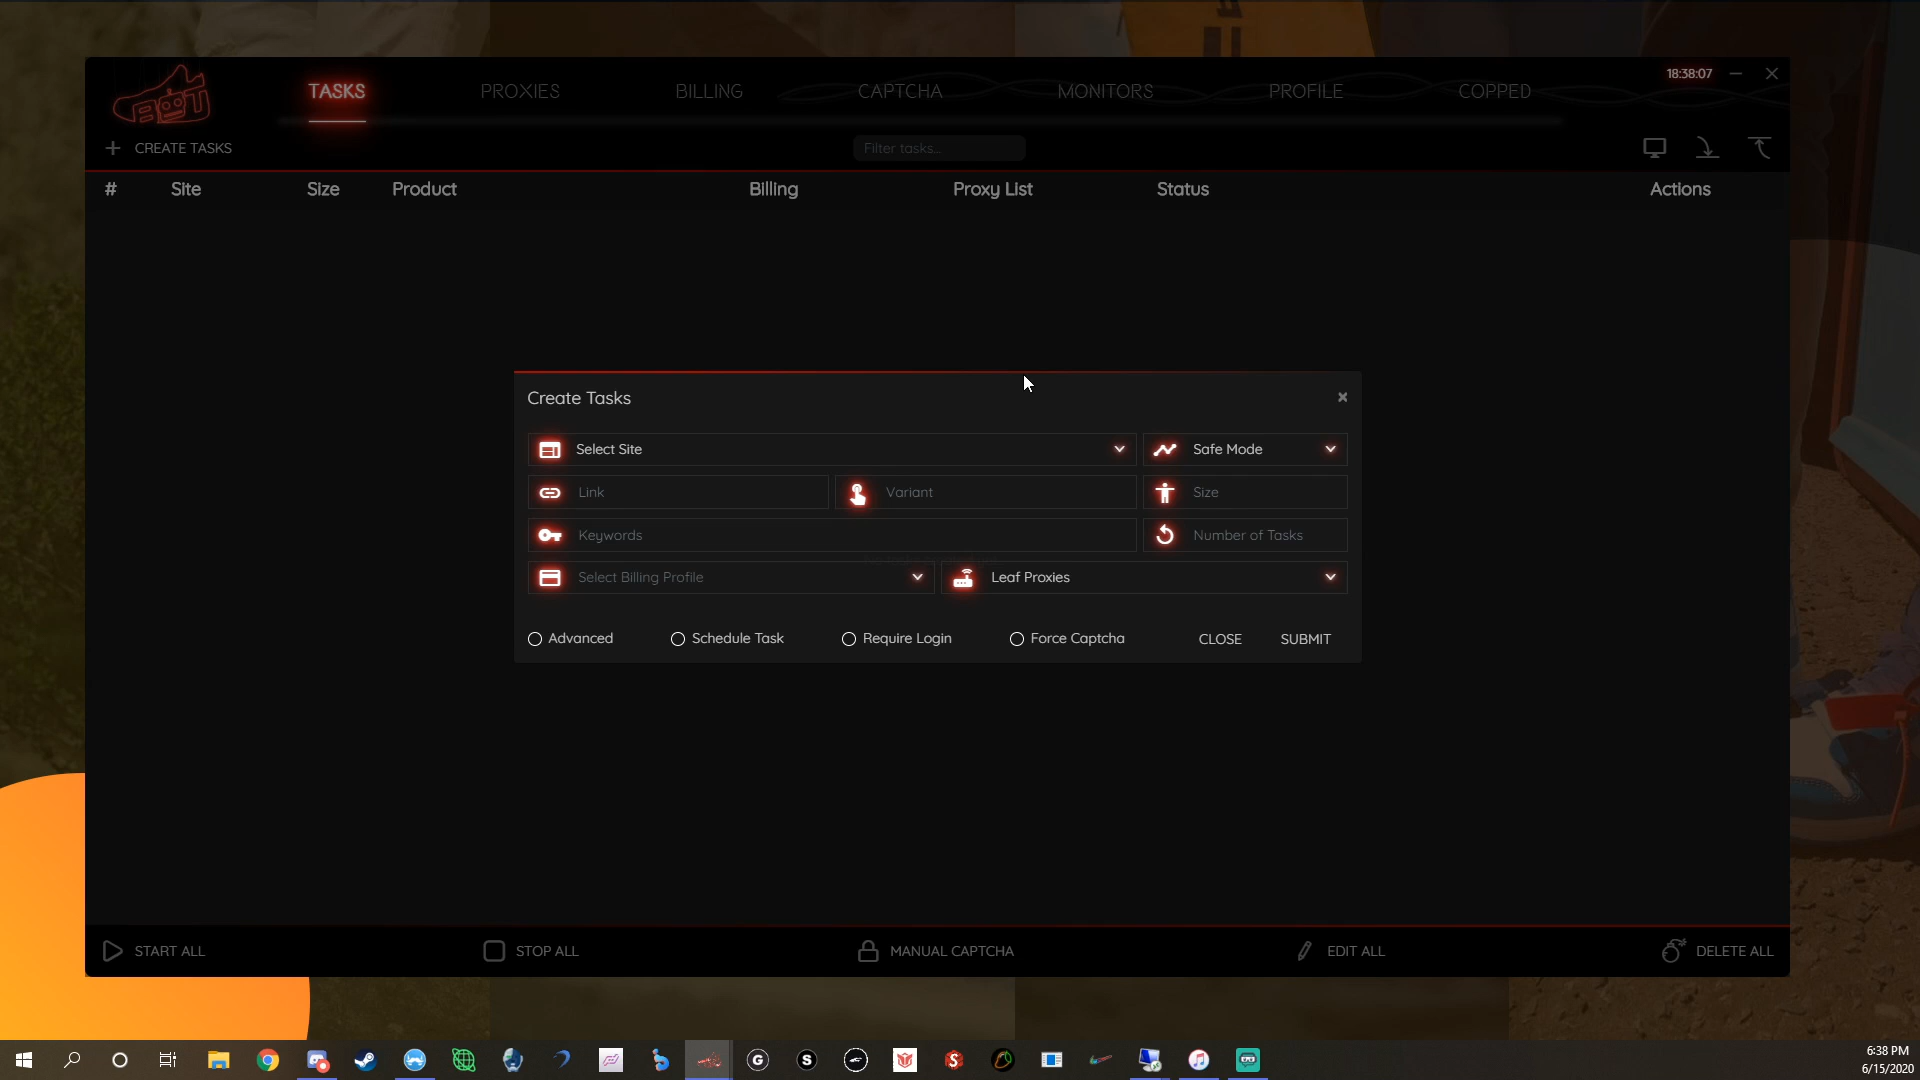 TASKS
PROXIES
BILLING
CAPTCHA
MONITORS
PROFILE
COPPED
18:38:07
CREATE TASKS
Filter tasks...
# Site Size Product Billing Proxy List Status Actions
Create Tasks
Select Site
Safe Mode
Link
Variant
Size
Keywords
Number of Tasks
Select Billing Profile
Leaf Proxies
Advanced
Schedule Task
Require Login
Force Captcha
CLOSE
SUBMIT
START ALL
STOP ALL
MANUAL CAPTCHA
EDIT ALL
DELETE ALL
6:38 PM
6/15/2020